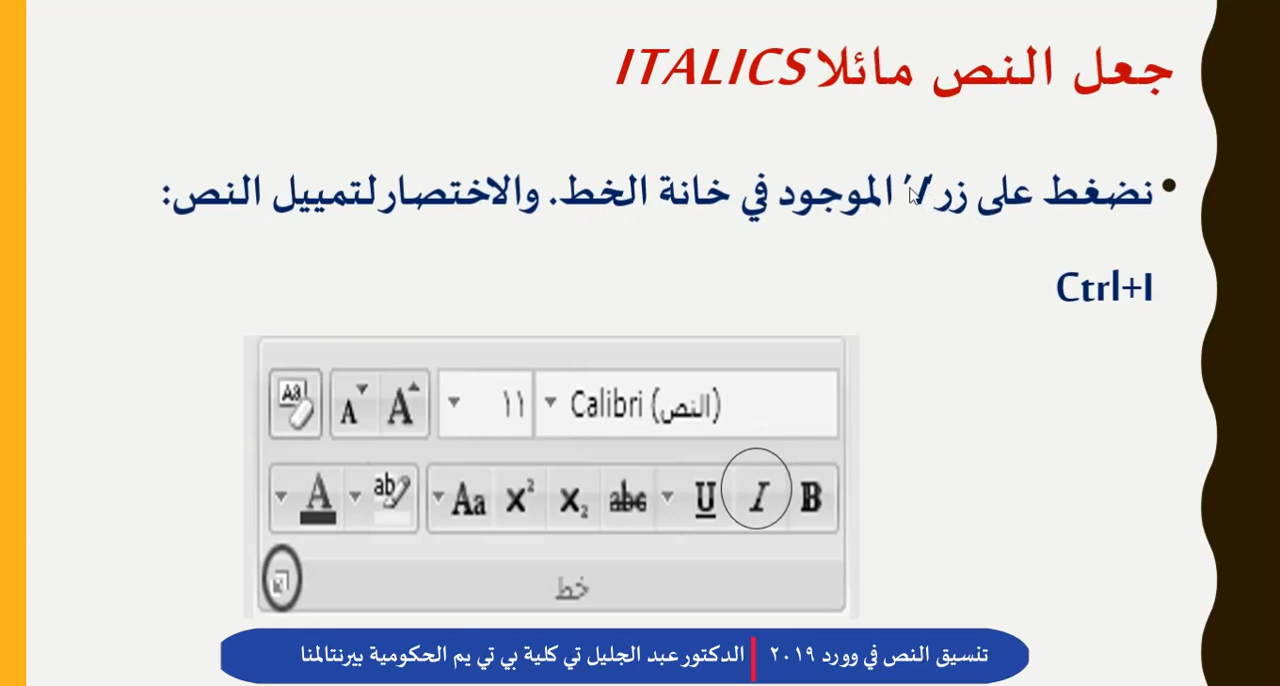 جعل النص مائلا ITALICS
• نضغط على زر 'I' الموجود في خانة الخط. والاختصار لتمييل النص:
Ctrl+I
Calibri (النص) ١١ A A Aa
B I U abc X₂ X² Aa ab A
خط
تنسيق النص في وورد ٢٠١٩ | الدكتور عبد الجليل تي كلية بي تي يم الحكومية بيرنتالمنا